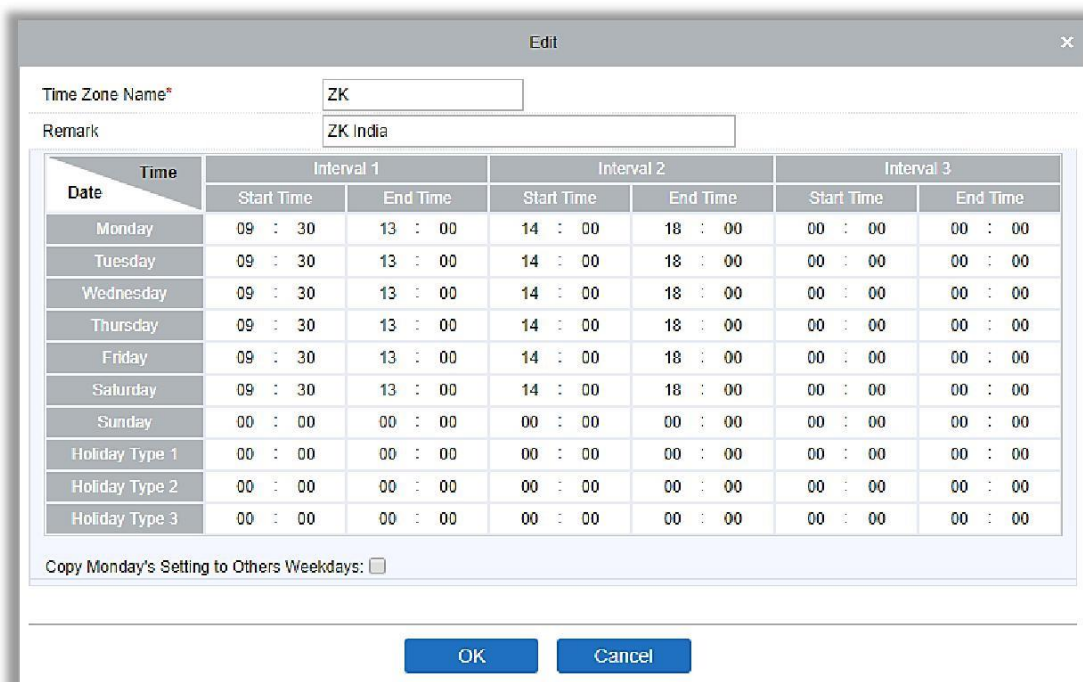 Edit ×
Time Zone Name* ZK
Remark ZK India
Time Interval 1 Interval 2 Interval 3
Date Start Time End Time Start Time End Time Start Time End Time
Monday 09 : 30 13 : 00 14 : 00 18 : 00 00 : 00 00 : 00
Tuesday 09 : 30 13 : 00 14 : 00 18 : 00 00 : 00 00 : 00
Wednesday 09 : 30 13 : 00 14 : 00 18 : 00 00 : 00 00 : 00
Thursday 09 : 30 13 : 00 14 : 00 18 : 00 00 : 00 00 : 00
Friday 09 : 30 13 : 00 14 : 00 18 : 00 00 : 00 00 : 00
Saturday 09 : 30 13 : 00 14 : 00 18 : 00 00 : 00 00 : 00
Sunday 00 : 00 00 : 00 00 : 00 00 : 00 00 : 00 00 : 00
Holiday Type 1 00 : 00 00 : 00 00 : 00 00 : 00 00 : 00 00 : 00
Holiday Type 2 00 : 00 00 : 00 00 : 00 00 : 00 00 : 00 00 : 00
Holiday Type 3 00 : 00 00 : 00 00 : 00 00 : 00 00 : 00 00 : 00
Copy Monday's Setting to Others Weekdays:
OK Cancel